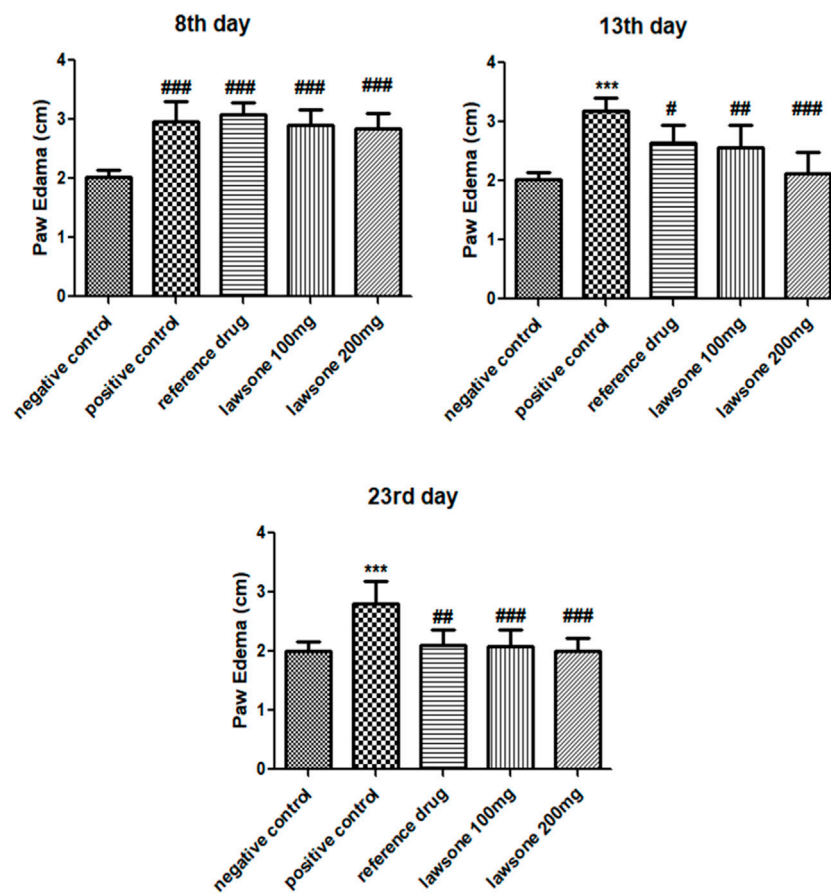 8th day
Paw Edama (cm)
4
3
2
1
0
###
###
###
###
negative control
positive control
reference drug
lawsone 100mg
lawsone 200mg
13th day
Paw Edema (cm)
4
3
2
1
0
***
#
##
###
negative control
positive control
reference drug
lawsone 100mg
lawsone 200mg
23rd day
Paw Edema (cm)
4
3
2
1
0
***
##
###
###
negative control
positive control
reference drug
lawsone 100mg
lawsone 200mg